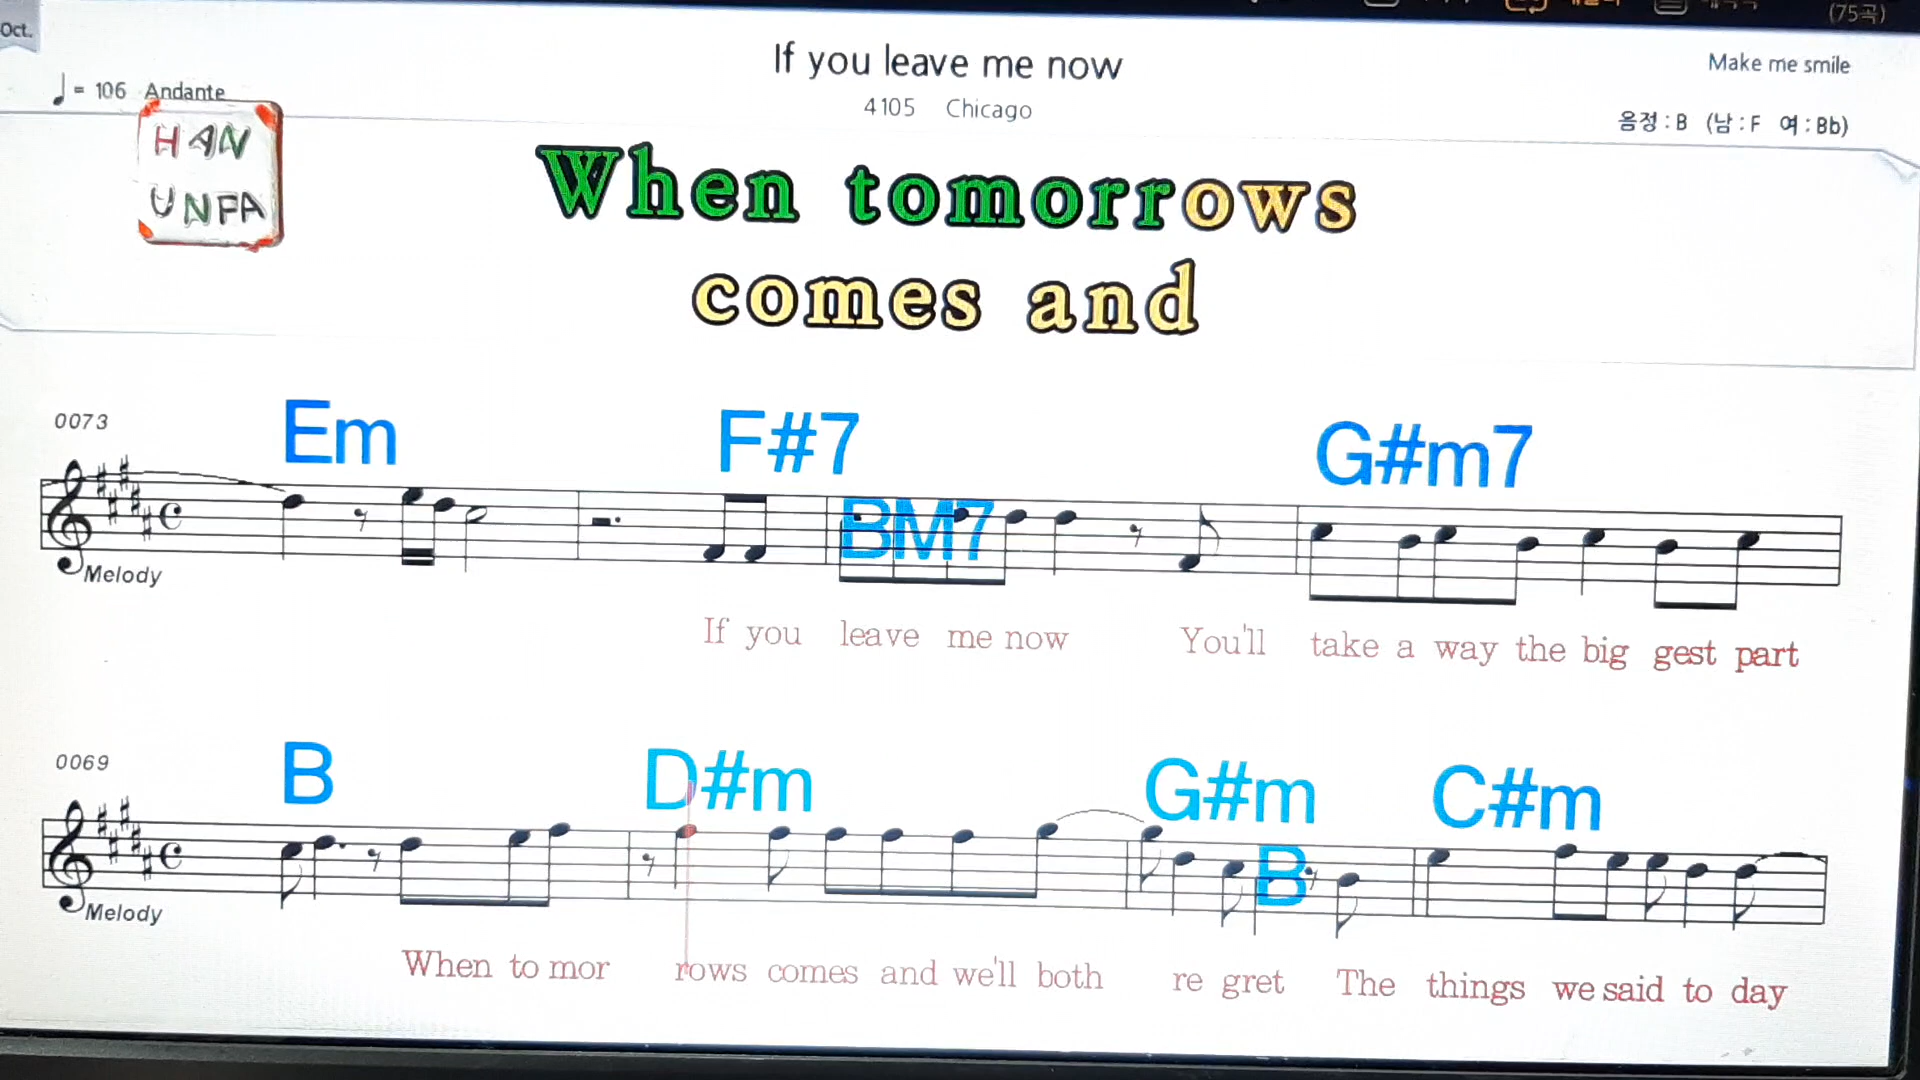 Oct.
(75곡)
If you leave me now
Make me smile
♩= 106 Andante
4105 Chicago
음정 : B (남 : F 여 : Bb)
HAN
UNFA
When tomorrows
comes and
0073
Em F#7 BM7 G#m7
Melody
If you leave me now You'll take a way the big gest part
0069
B D#m G#m B C#m
Melody
When to mor rows comes and we'll both re gret The things we said to day